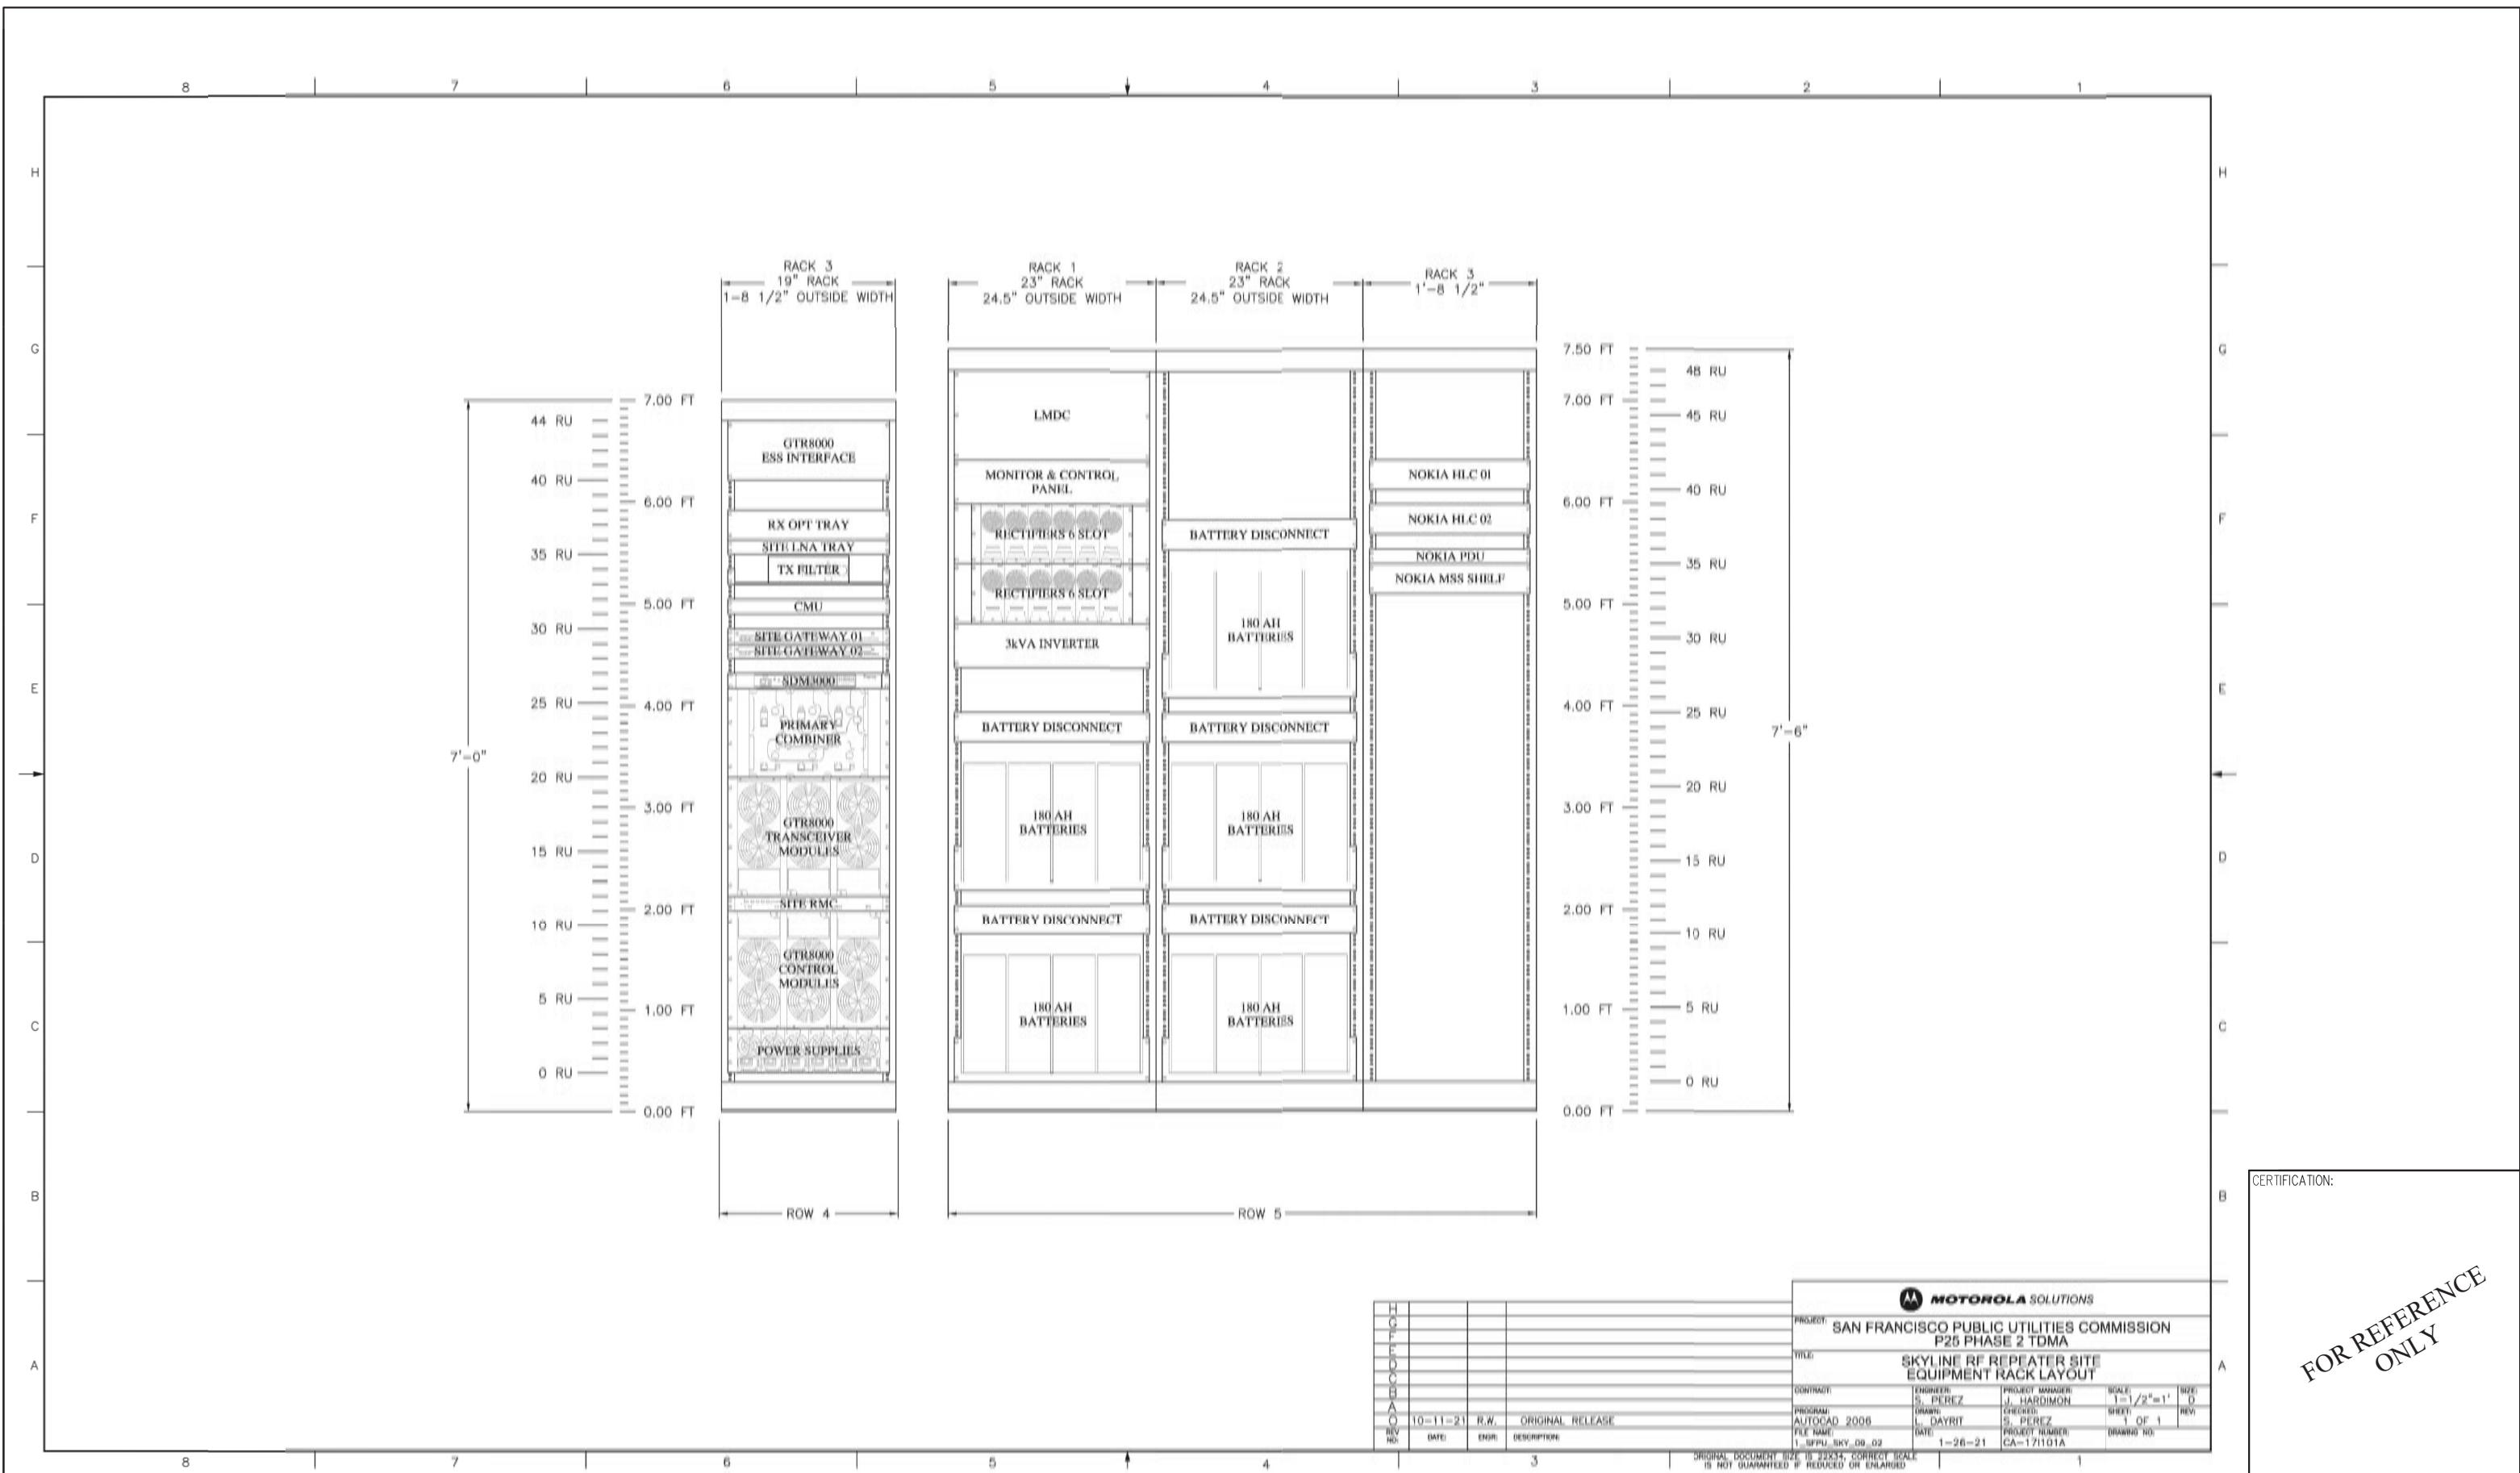 8 7 6 5 4 3 2 1
H
H
RACK 3
19" RACK
1-8 1/2" OUTSIDE WIDTH
RACK 1
23" RACK
24.5" OUTSIDE WIDTH
RACK 2
23" RACK
24.5" OUTSIDE WIDTH
RACK 3
1'-8 1/2"
G
G
F
F
E
E
D
D
C
C
B
B
A
A
7'-0"
44 RU
40 RU
35 RU
30 RU
25 RU
20 RU
15 RU
10 RU
5 RU
0 RU
7.00 FT
6.00 FT
5.00 FT
4.00 FT
3.00 FT
2.00 FT
1.00 FT
0.00 FT
GTR8000
ESS INTERFACE
RX OPT TRAY
SITE LNA TRAY
TX FILTER
CMU
SITE GATEWAY 01
SITE GATEWAY 02
SDM3000
PRIMARY
COMBINER
GTR8000
TRANSCEIVER
MODULES
SITE RMC
GTR8000
CONTROL
MODULES
POWER SUPPLIES
ROW 4
LMDC
MONITOR & CONTROL
PANEL
RECTIFIERS 6 SLOT
RECTIFIERS 6 SLOT
3kVA INVERTER
BATTERY DISCONNECT
180 AH
BATTERIES
BATTERY DISCONNECT
180 AH
BATTERIES
BATTERY DISCONNECT
180 AH
BATTERIES
BATTERY DISCONNECT
180 AH
BATTERIES
BATTERY DISCONNECT
180 AH
BATTERIES
NOKIA HLC 01
NOKIA HLC 02
NOKIA PDU
NOKIA MSS SHELF
ROW 5
7.50 FT
7.00 FT
6.00 FT
5.00 FT
4.00 FT
3.00 FT
2.00 FT
1.00 FT
0.00 FT
48 RU
45 RU
40 RU
35 RU
30 RU
25 RU
20 RU
15 RU
10 RU
5 RU
0 RU
7'-6"
CERTIFICATION:
FOR REFERENCE
ONLY
H
G
F
E
D
C
B
A
0 10-11-21 R.W. ORIGINAL RELEASE
REV NO: DATE: ENGR: DESCRIPTION:
MOTOROLA SOLUTIONS
PROJECT: SAN FRANCISCO PUBLIC UTILITIES COMMISSION
P25 PHASE 2 TDMA
TITLE: SKYLINE RF REPEATER SITE
EQUIPMENT RACK LAYOUT
CONTRACT: ENGINEER: PROJECT MANAGER: SCALE: SIZE:
S. PEREZ J. HARDIMON 1-1/2"=1' D
PROGRAM: DRAWN: CHECKED: SHEET: REV:
AUTOCAD 2006 L. DAYRIT S. PEREZ 1 OF 1
FILE NAME: DATE: PROJECT NUMBER: DRAWING NO:
1-26-21 CA-171101A
ORIGINAL DOCUMENT SIZE IS 22X34, CORRECT SCALE
IS NOT GUARANTEED IF REDUCED OR ENLARGED
8 7 6 5 4 3 1